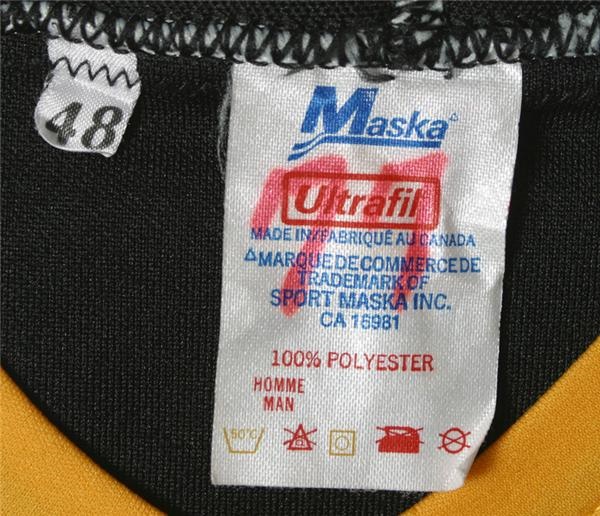 48
Maska△
Ultrafil
MADE IN/FABRIQUÉ AU CANADA
△MARQUE DE COMMERCE DE
TRADEMARK OF
SPORT MASKA INC.
CA 16981
100% POLYESTER
HOMME
MAN
50°C